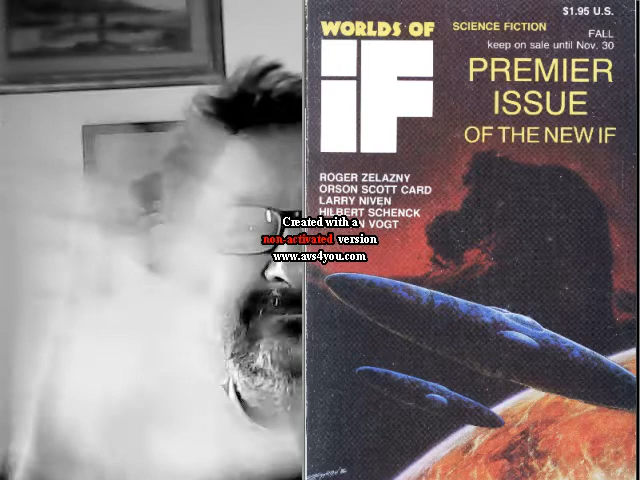 $1.95 U.S.
WORLDS OF
iF
SCIENCE FICTION
FALL
keep on sale until Nov. 30
PREMIER
ISSUE
OF THE NEW IF
ROGER ZELAZNY
ORSON SCOTT CARD
LARRY NIVEN
HILBERT SCHENCK
VOGT
Created with a
non-activated version
www.avs4you.com